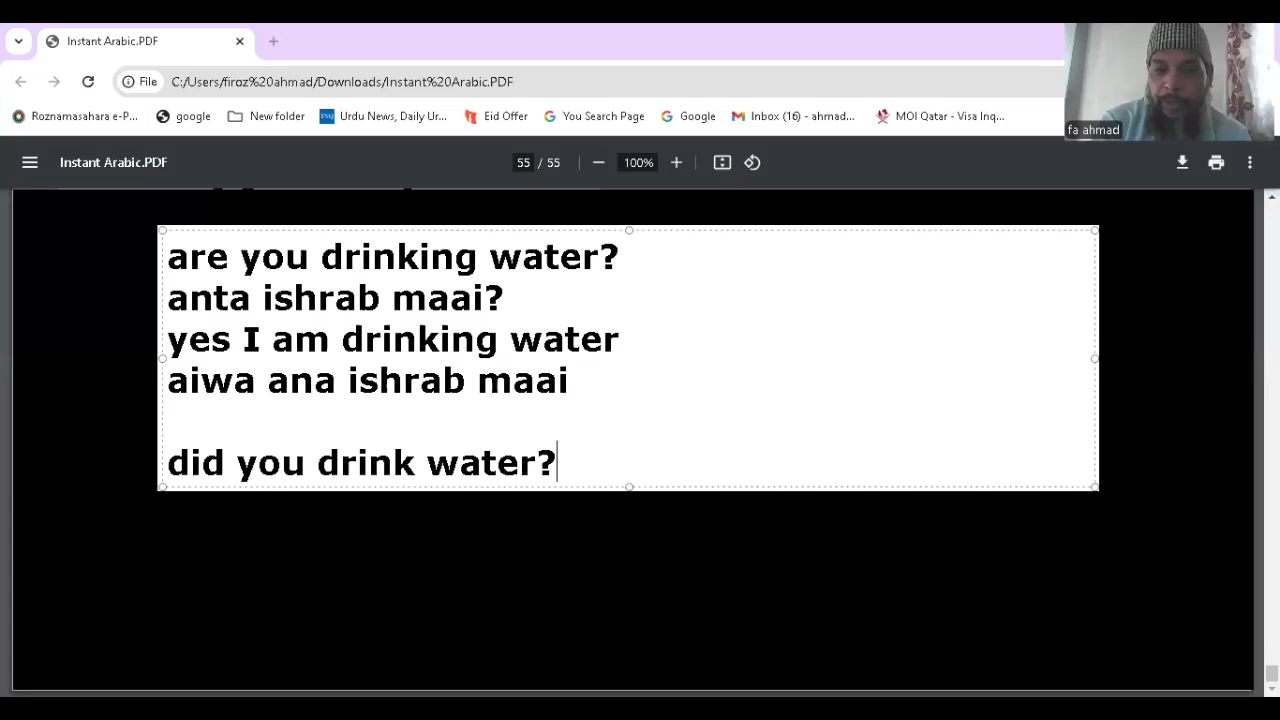 Instant Arabic.PDF
File
C:/Users/firoz%20ahmad/Downloads/Instant%20Arabic.PDF
Roznamasahara e-P...
google
New folder
INQ
Urdu News, Daily Ur...
Eid Offer
You Search Page
Google
Inbox (16) - ahmad...
MOI Qatar - Visa Inq...
fa ahmad
Instant Arabic.PDF
55 / 55
100%
are you drinking water?
anta ishrab maai?
yes I am drinking water
aiwa ana ishrab maai
did you drink water?